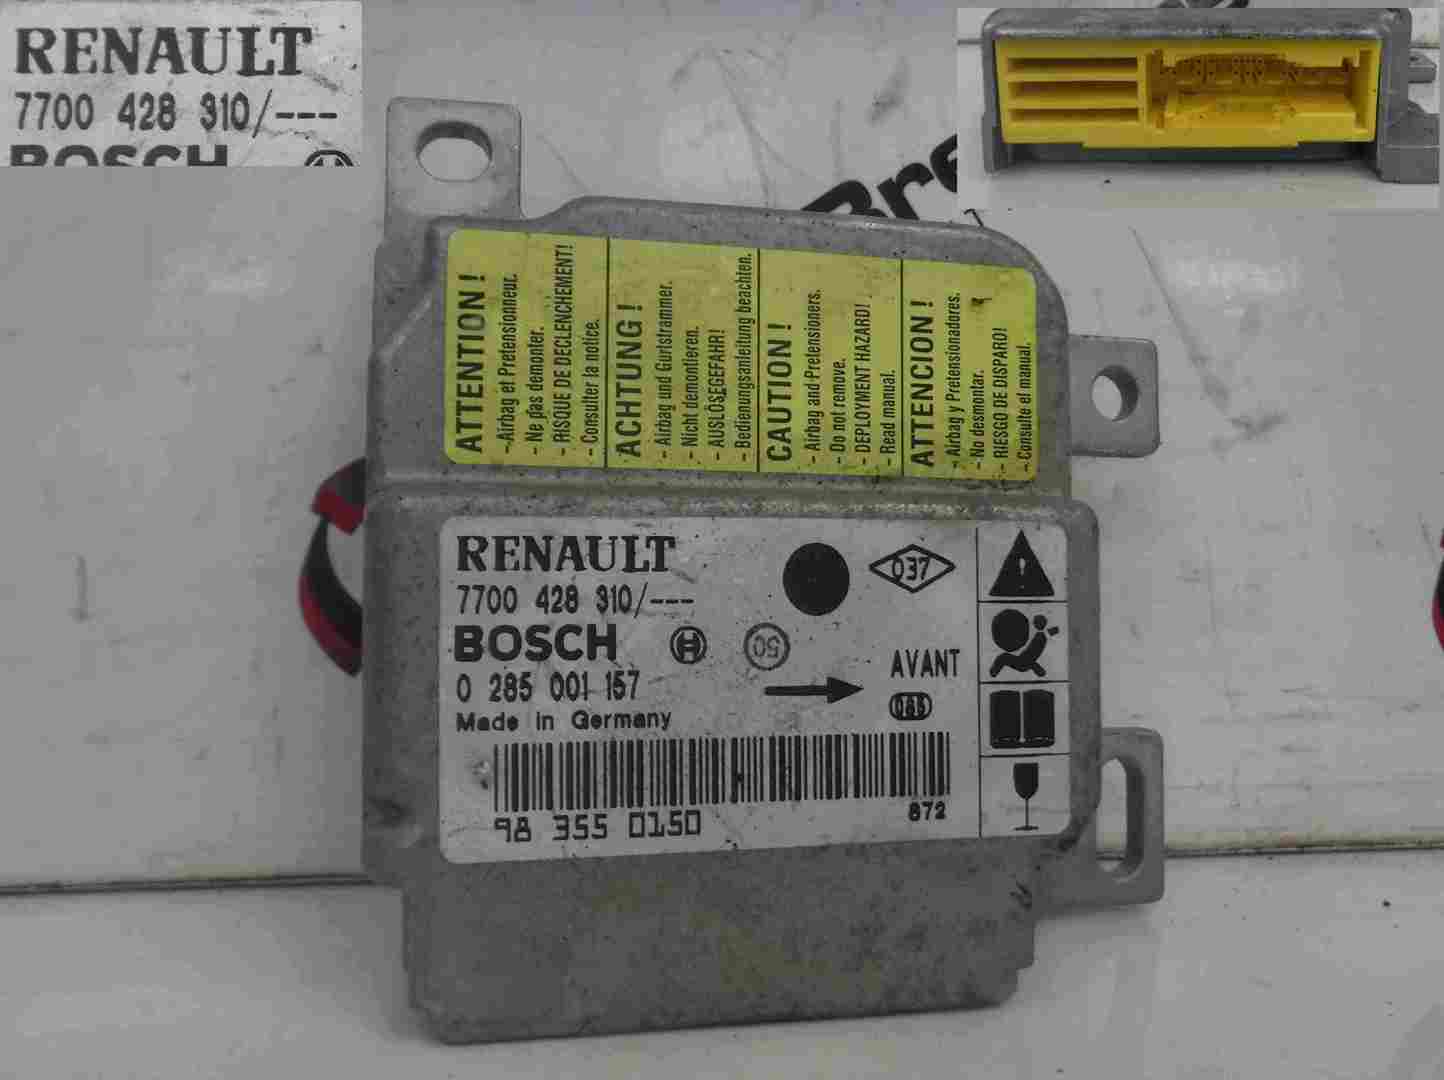 RENAULT
7700 428 310/---
BOSCH
Bre
ATTENTION !
- Airbag et Pretensionneur.
- Ne pas demonter.
- RISQUE DE DECLENCHEMENT!
- Consulter la notice.
ACHTUNG !
- Airbag und Gurtstrammer.
- Nicht demontieren.
- AUSLÖSEGEFAHR!
- Bedienungsanleitung beachten.
CAUTION !
- Airbag and Pretensioners.
- Do not remove.
- DEPLOYMENT HAZARD!
- Read manual.
ATTENCION !
- Airbag y Pretensionadores.
- No desmontar.
- RIESGO DE DISPARO!
- Consulte el manual.
RENAULT
037
7700 428 310/---
BOSCH
50
AVANT
0 285 001 157
086
Made in Germany
98 355 0150
872